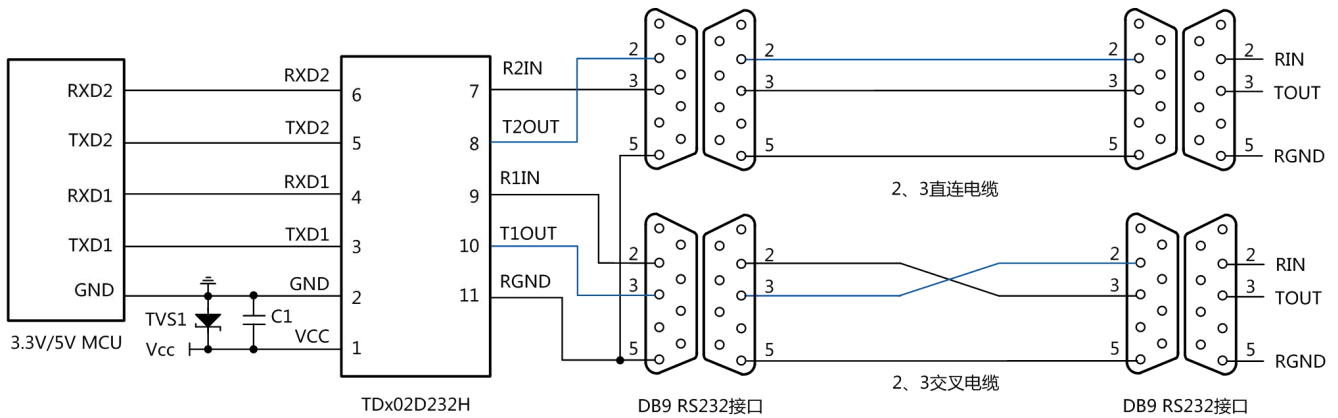 RXD2
TXD2
RXD1
TXD1
GND
3.3V/5V MCU
RXD2
TXD2
RXD1
TXD1
GND
VCC
TVS1
C1
Vcc
6
5
4
3
2
1
7
8
9
10
11
TDx02D232H
R2IN
T2OUT
R1IN
T1OUT
RGND
2
3
5
2
3
5
2
3
5
2 RIN
3 TOUT
5 RGND
2、3直连电缆
2
3
5
2
3
5
2
3
5
2 RIN
3 TOUT
5 RGND
2、3交叉电缆
DB9 RS232接口
DB9 RS232接口